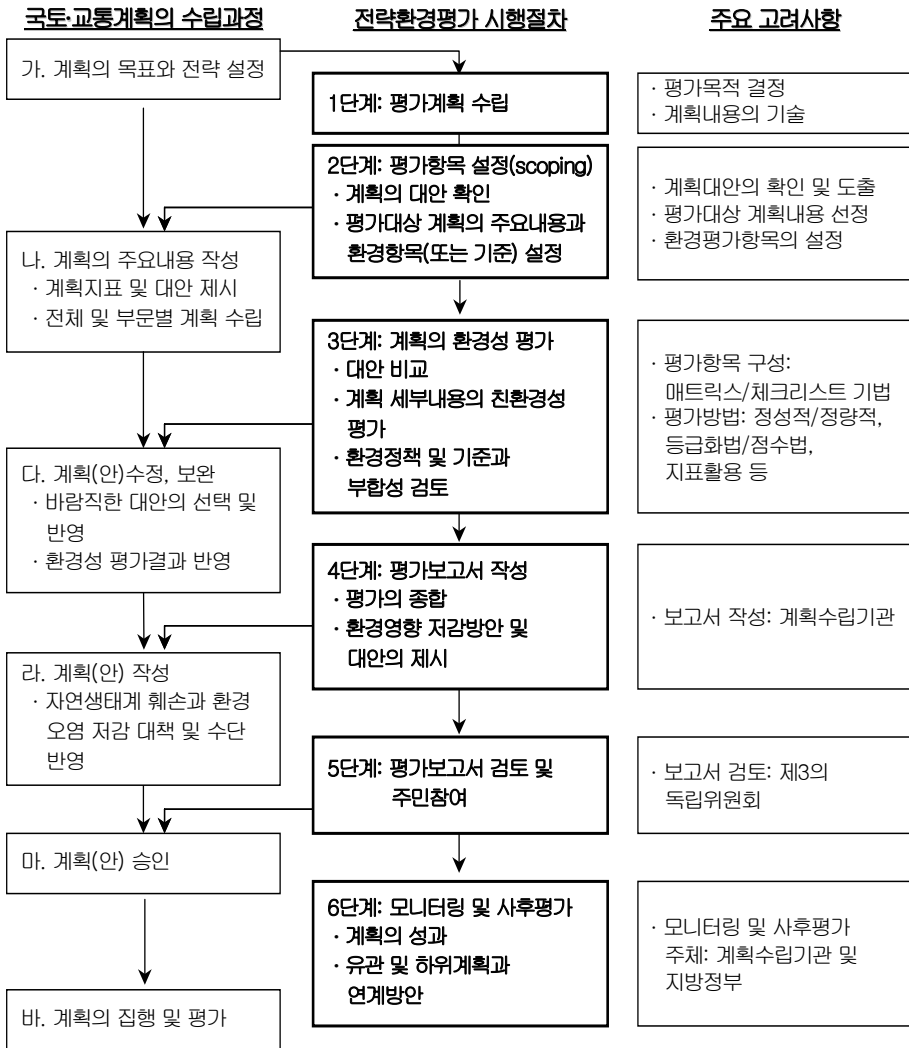 국토·교통계획의 수립과정
가. 계획의 목표와 전략 설정
나. 계획의 주요내용 작성
· 계획지표 및 대안 제시
· 전체 및 부문별 계획 수립
다. 계획(안)수정, 보완
· 바람직한 대안의 선택 및
반영
· 환경성 평가결과 반영
라. 계획(안) 작성
· 자연생태계 훼손과 환경
오염 저감 대책 및 수단
반영
마. 계획(안) 승인
바. 계획의 집행 및 평가
전략환경평가 시행절차
1단계: 평가계획 수립
2단계: 평가항목 설정(scoping)
· 계획의 대안 확인
· 평가대상 계획의 주요내용과
환경항목(또는 기준) 설정
3단계: 계획의 환경성 평가
· 대안 비교
· 계획 세부내용의 친환경성
평가
· 환경정책 및 기준과
부합성 검토
4단계: 평가보고서 작성
· 평가의 종합
· 환경영향 저감방안 및
대안의 제시
5단계: 평가보고서 검토 및
주민참여
6단계: 모니터링 및 사후평가
· 계획의 성과
· 유관 및 하위계획과
연계방안
주요 고려사항
· 평가목적 결정
· 계획내용의 기술
· 계획대안의 확인 및 도출
· 평가대상 계획내용 선정
· 환경평가항목의 설정
· 평가항목 구성:
매트릭스/체크리스트 기법
· 평가방법: 정성적/정량적,
등급화법/점수법,
지표활용 등
· 보고서 작성: 계획수립기관
· 보고서 검토: 제3의
독립위원회
· 모니터링 및 사후평가
주체: 계획수립기관 및
지방정부